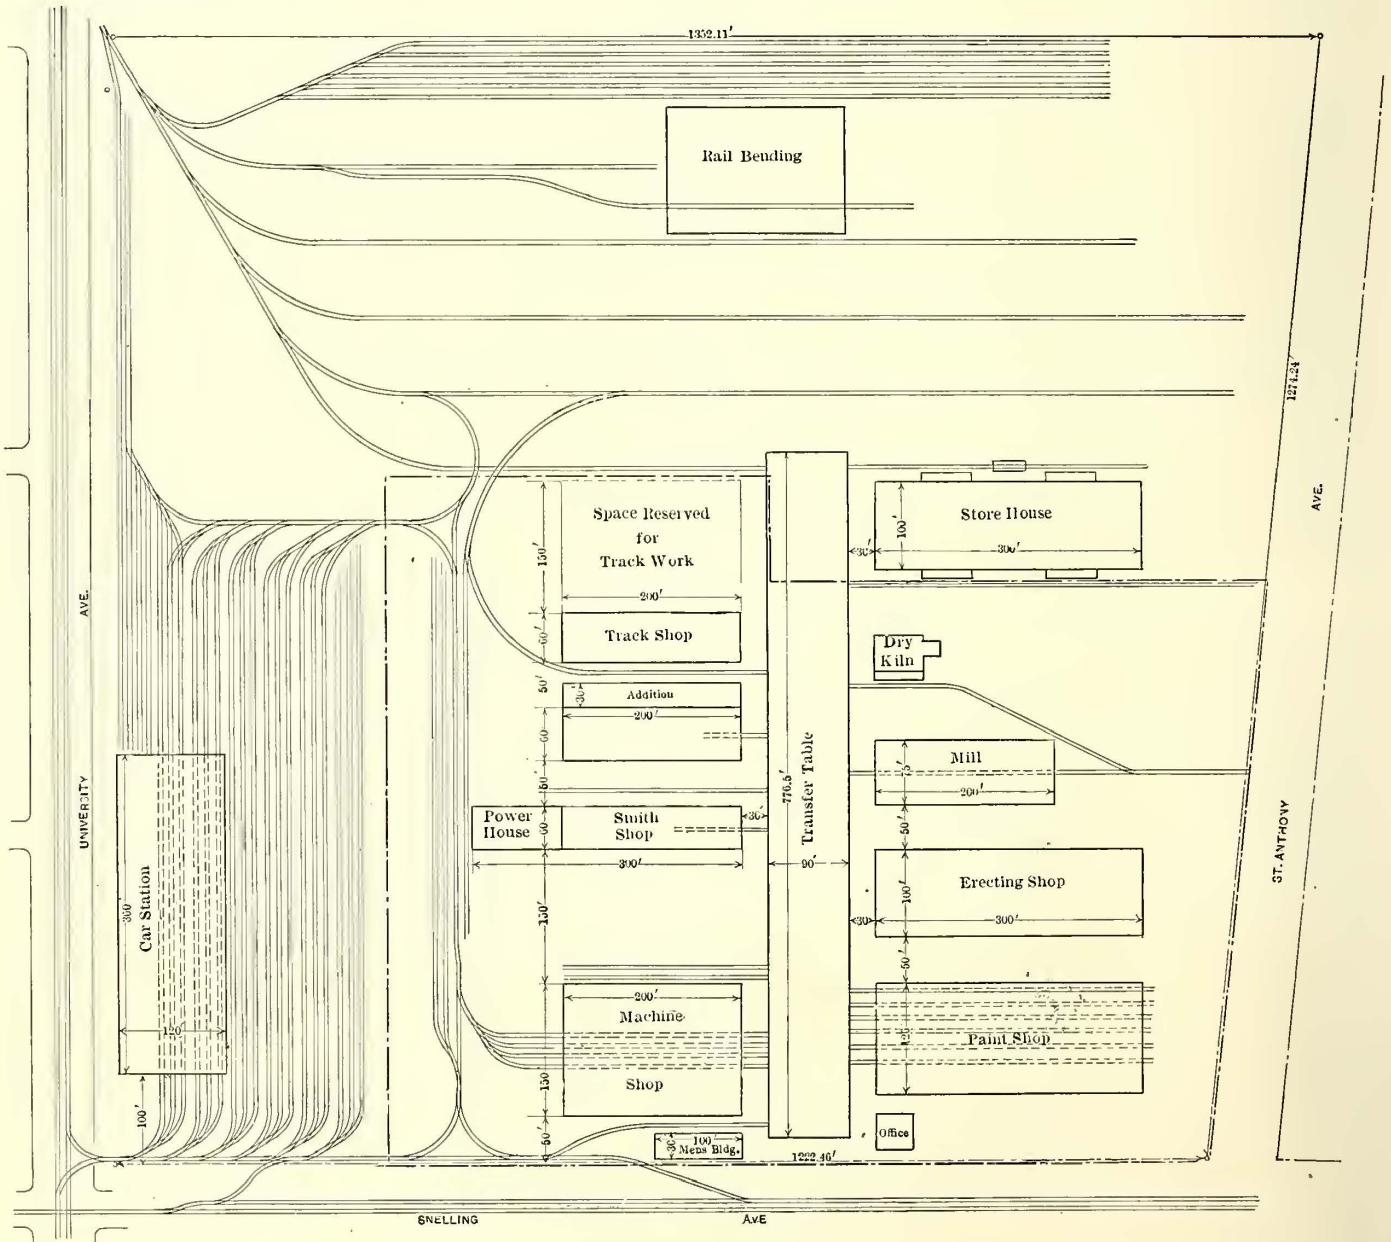 1352.11′
Rail Bending
1274.24′
AVE.
Space Reserved
for
Track Work
150′
200′
Store House
100′
300′
30′
Track Shop
60′
AVE.
Dry
Kiln
50′
30′
Addition
200′
60
50
776.5′
Transfer Table
90′
Mill
75′
200′
50′
UNIVERSITY
Power
House
Smith
Shop
60
30′
300′
ST. ANTHONY
Car Station
300
120
100′
150′
Erecting Shop
100′
30
300′
50′
200′
Machine
Shop
150
Paint Shop
120
50′
100′
30′
Mens Bldg.
Office
1222.46′
SNELLING AVE